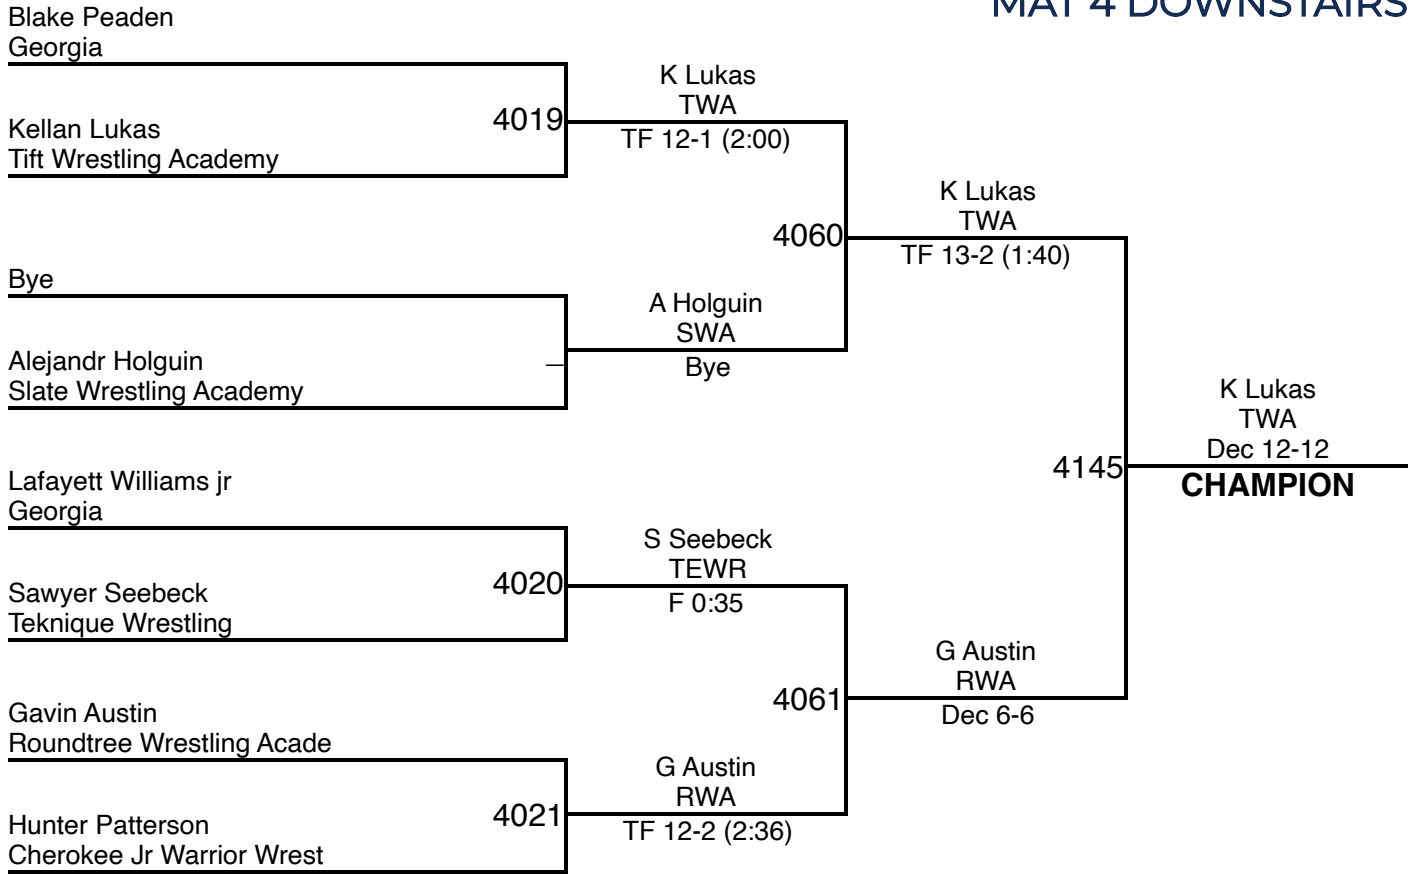 MAT 4 DOWNSTAIRS
Blake Peaden
Georgia
4019
Kellan Lukas
Tift Wrestling Academy
K Lukas
TWA
TF 12-1 (2:00)
4060
K Lukas
TWA
TF 13-2 (1:40)
Bye
Alejandr Holguin
Slate Wrestling Academy
—
A Holguin
SWA
Bye
4145
K Lukas
TWA
Dec 12-12
CHAMPION
Lafayett Williams jr
Georgia
4020
Sawyer Seebeck
Teknique Wrestling
S Seebeck
TEWR
F 0:35
4061
G Austin
RWA
Dec 6-6
Gavin Austin
Roundtree Wrestling Acade
4021
Hunter Patterson
Cherokee Jr Warrior Wrest
G Austin
RWA
TF 12-2 (2:36)